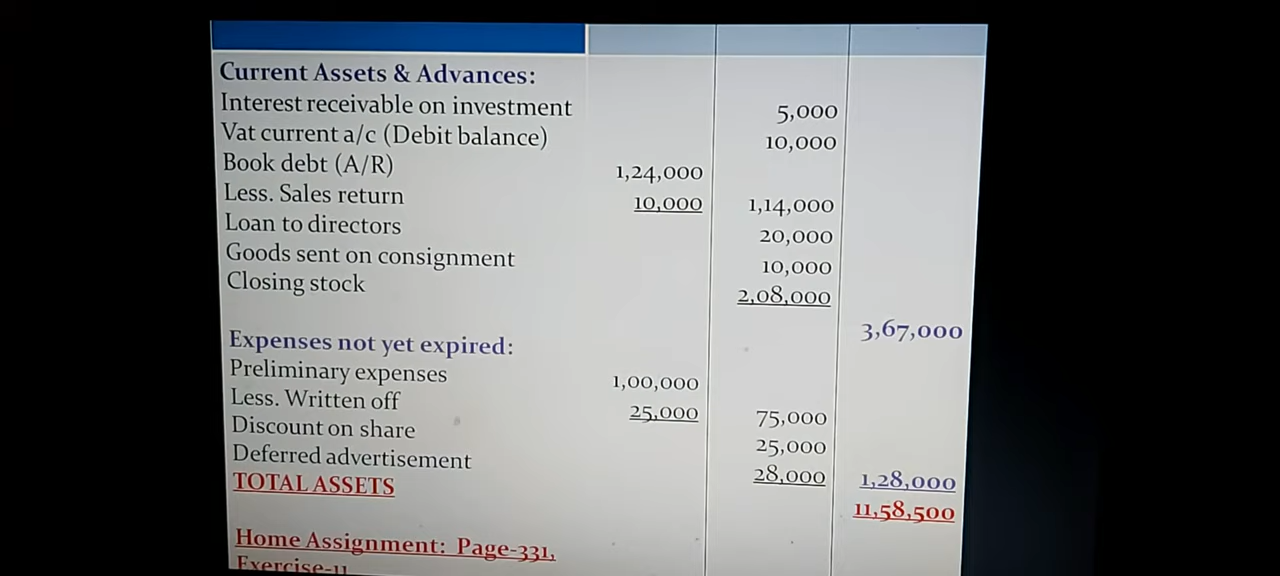 Current Assets & Advances:
Interest receivable on investment 5,000
Vat current a/c (Debit balance) 10,000
Book debt (A/R) 1,24,000
Less. Sales return 10,000 1,14,000
Loan to directors 20,000
Goods sent on consignment 10,000
Closing stock 2,08,000
3,67,000
Expenses not yet expired:
Preliminary expenses 1,00,000
Less. Written off 25,000 75,000
Discount on share 25,000
Deferred advertisement 28,000 1,28,000
TOTAL ASSETS 11,58,500
Home Assignment: Page-331,
Exercise-11